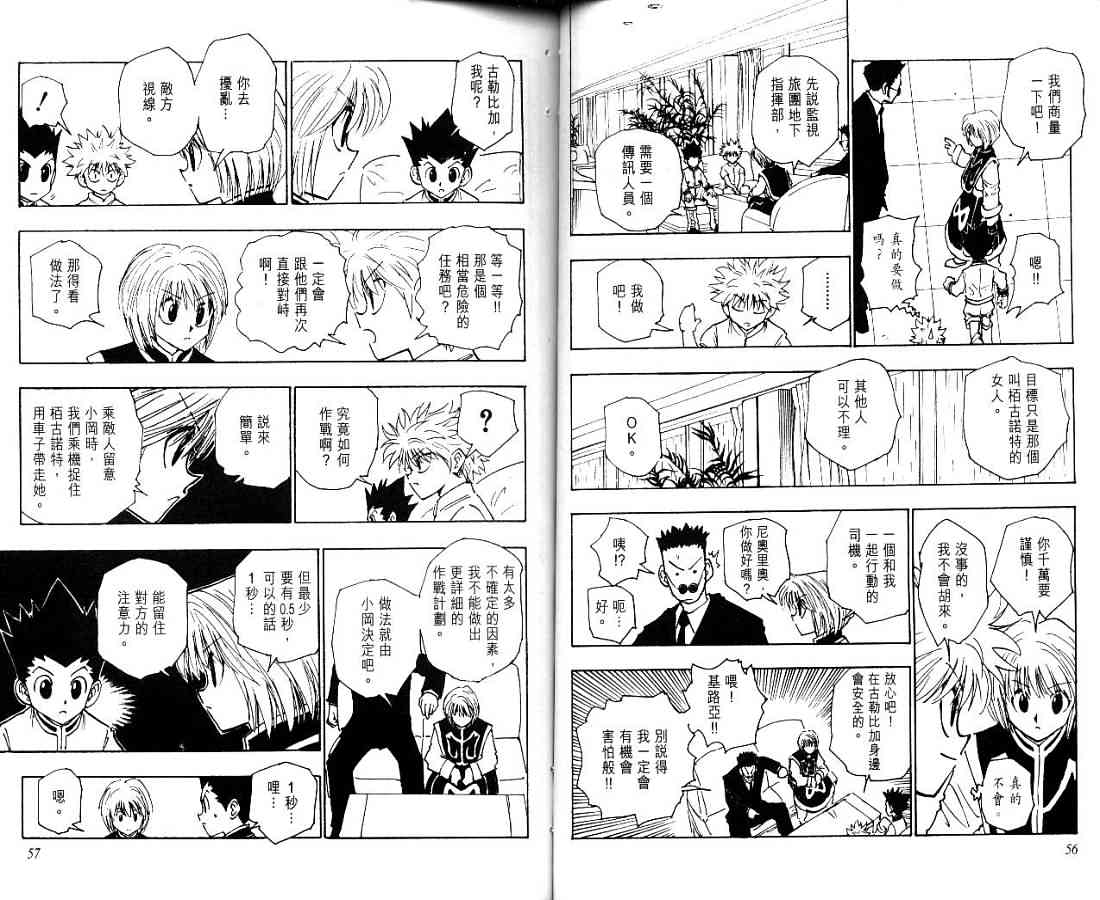 我們商量
一下吧!
嗯!!
真的要做
嗎?
先説監視
旅團地下
指揮部,
需要一個
傳訊人員。
………
我做
吧!
目標只是那個
叫栢古諾特的
女人。
其他人
可以不理。
OK。
你千萬要
謹慎!
沒事的,
我不會胡來。
真的
不會。
一個和我
一起行動的
司機。
尼奧里奧
你做好嗎?
咦!?
呃…
好。
放心吧!
在古勒比加身邊
會安全的。
喂!
基路亞!!
別説得
我一定會
有機會
害怕般!!
56
古勒比加,
我呢?
你去
擾亂…
敵方
視線。
!
等一等!!
那是個
相當危險的
任務吧?
一定會
跟他們再次
直接對峙
啊!
那得看
做法了。
?
究竟如何
作戰啊?
説來
簡單。
乘敵人留意
小岡時,
我們乘機捉住
栢古諾特,
用車子帶走她。
有太多
不確定的因素,
我不能做出
更詳細的
作戰計劃。
做法就由
小岡決定吧。
但最少
要有0.5秒,
可以的話
1秒…
能留住
對方的
注意力。
1秒
哩…
嗯。
57